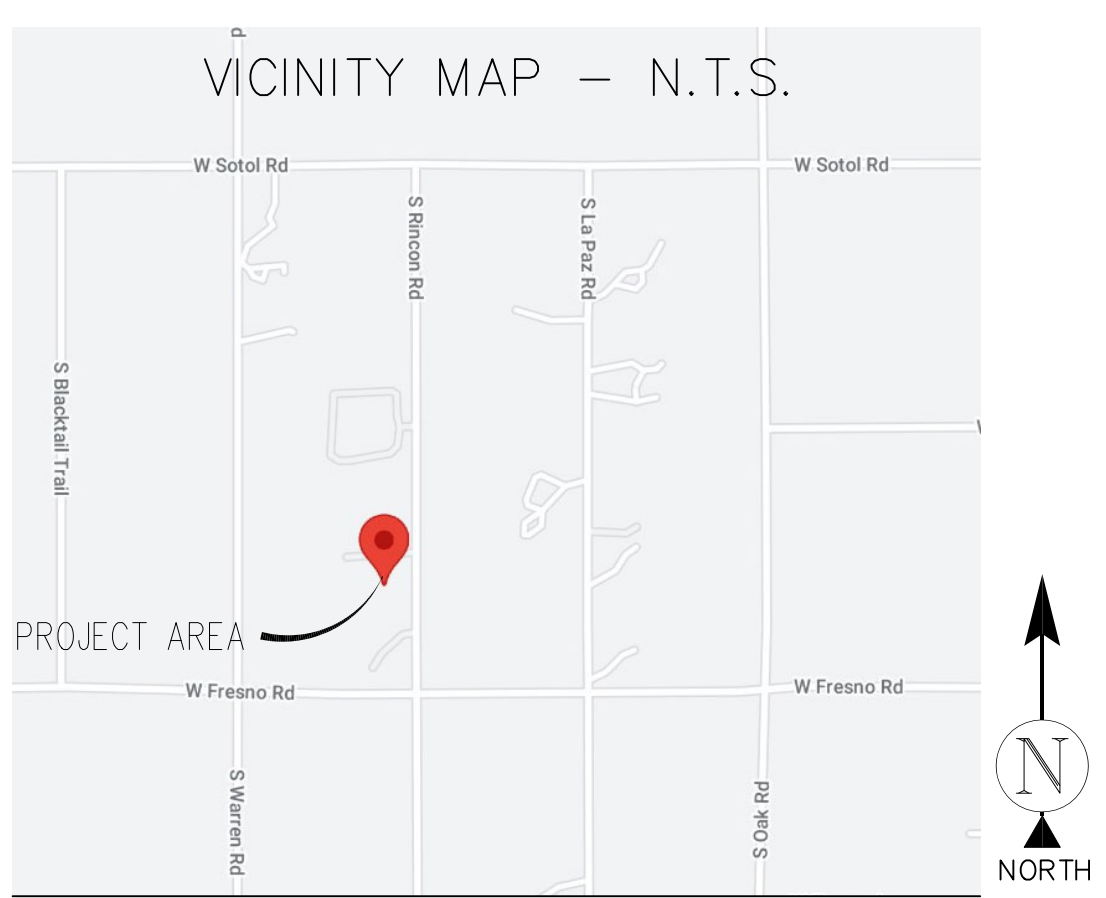 d
VICINITY MAP - N.T.S.
W Sotol Rd
W Sotol Rd
S Rincon Rd
S La Paz Rd
S Blacktail Trail
PROJECT AREA
W Fresno Rd
W Fresno Rd
S Warren Rd
S Oak Rd
N
NORTH